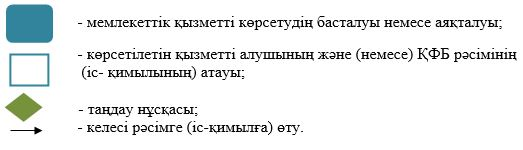 - мемлекеттік қызметті көрсетудің басталуы немесе аяқталуы;
- көрсетілетін қызметті алушының және (немесе) ҚФБ рәсімінің
(іс- қимылының) атауы;
- таңдау нұсқасы;
- келесі рәсімге (іс-қимылға) өту.